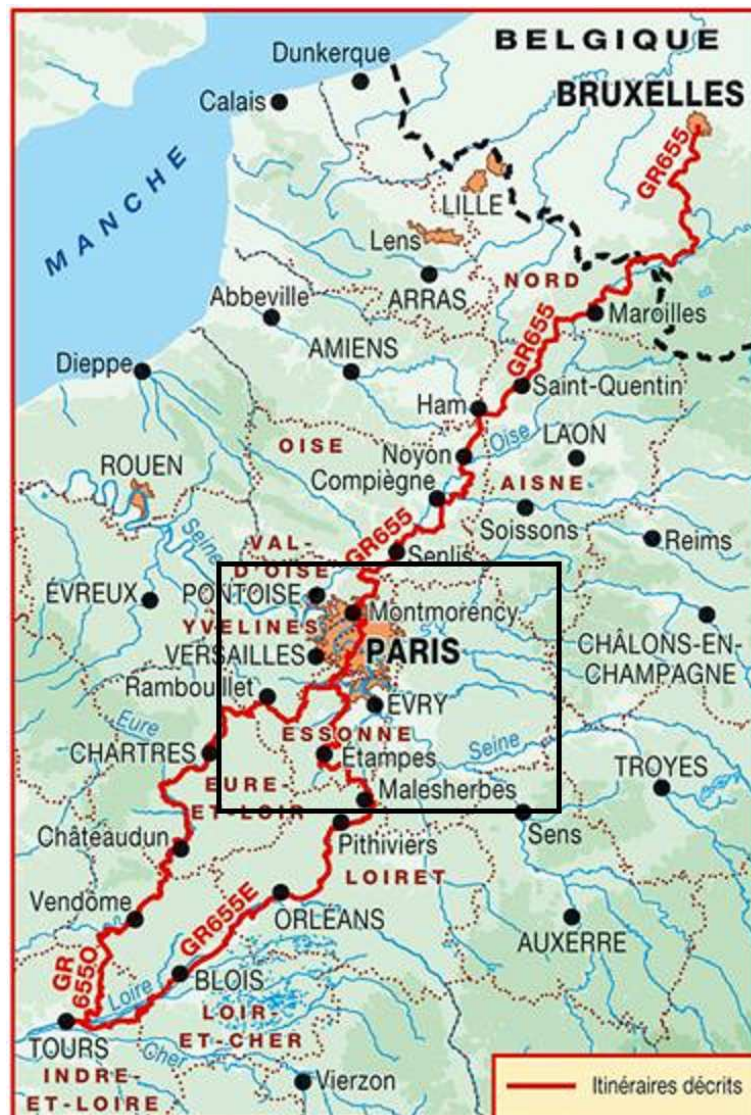 BELGIQUE
Dunkerque
BRUXELLES
Calais
GR655
MANCHE
LILLE
Lens
NORD
ARRAS
Abbeville
Maroilles
AMIENS
GR655
Dieppe
Saint-Quentin
Ham
Oise
OISE
Noyon
LAON
ROUEN
Compiègne
AISNE
Soissons
Seine
GR655
Reims
VAL-
D'OISE
Senlis
PONTOISE
ÉVREUX
Montmorency
YVELINES
PARIS
CHÂLONS-EN-
CHAMPAGNE
VERSAILLES
Rambouillet
EVRY
Eure
ESSONNE
Seine
CHARTRES
Étampes
TROYES
EURE-
ET-LOIR
Malesherbes
Châteaudun
Pithiviers
Sens
LOIRET
Vendôme
GR655E
ORLÉANS
AUXERRE
GR
655O
Loire
BLOIS
LOIR-
ET-CHER
TOURS
Cher
INDRE-
ET-LOIRE
Vierzon
Itinéraires décrits